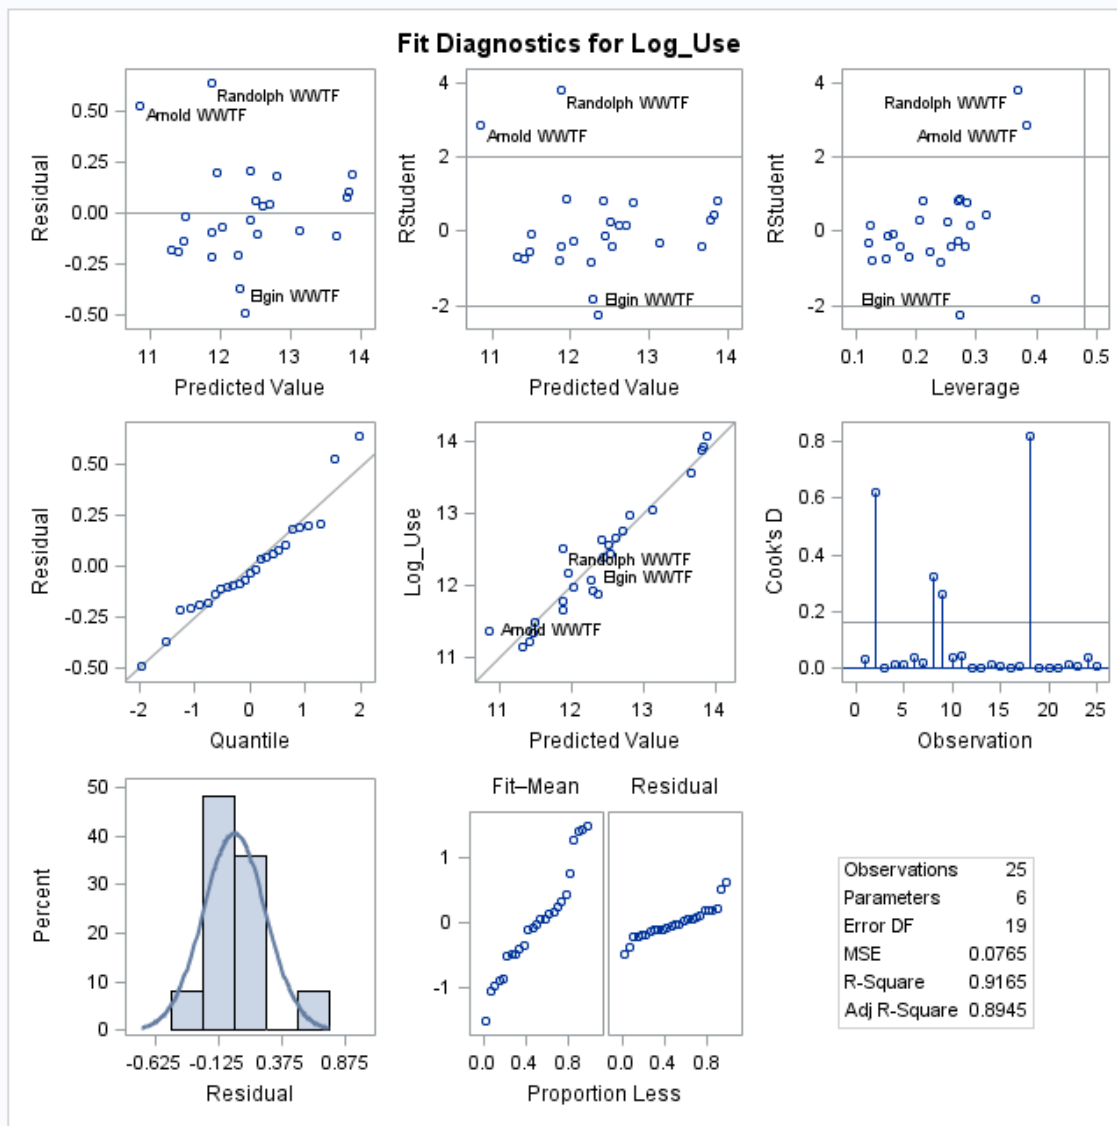 Fit Diagnostics for Log_Use
Residual
0.50
0.25
0.00
-0.25
-0.50
Randolph WWTF
Arnold WWTF
Elgin WWTF
11 12 13 14
Predicted Value
RStudent
4
2
0
-2
Randolph WWTF
Arnold WWTF
Elgin WWTF
11 12 13 14
Predicted Value
RStudent
4
2
0
-2
Randolph WWTF
Arnold WWTF
Elgin WWTF
0.1 0.2 0.3 0.4 0.5
Leverage
Residual
0.50
0.25
0.00
-0.25
-0.50
-2 -1 0 1 2
Quantile
Log_Use
14
13
12
11
Randolph WWTF
Elgin WWTF
Arnold WWTF
11 12 13 14
Predicted Value
Cook's D
0.8
0.6
0.4
0.2
0.0
0 5 10 15 20 25
Observation
Percent
50
40
30
20
10
0
-0.625 -0.125 0.375 0.875
Residual
Fit–Mean Residual
1
0
-1
0.0 0.4 0.8 0.0 0.4 0.8
Proportion Less
Observations 25
Parameters 6
Error DF 19
MSE 0.0765
R-Square 0.9165
Adj R-Square 0.8945